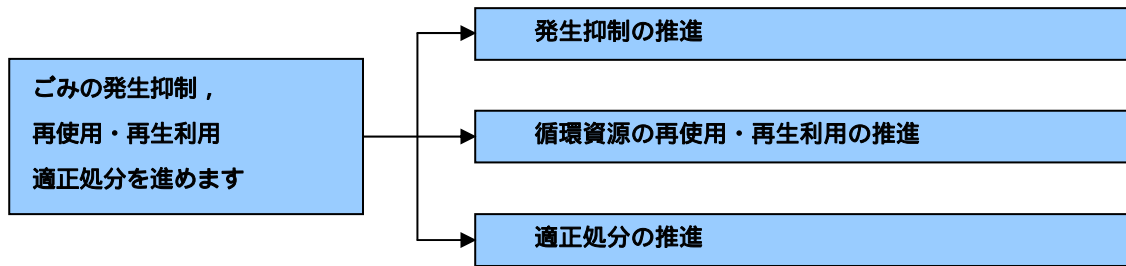 ごみの発生抑制，
再使用・再生利用
適正処分を進めます
発生抑制の推進
循環資源の再使用・再生利用の推進
適正処分の推進